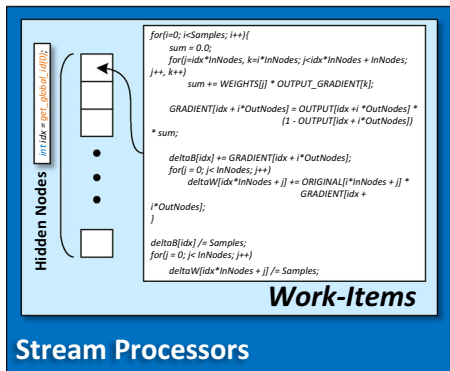 int idx = get_global_id(0);
Hidden Nodes
for(i=0; i<Samples; i++){
sum = 0.0;
for(j=idx*InNodes, k=i*InNodes; j<idx*InNodes + InNodes;
j++, k++)
sum += WEIGHTS[j] * OUTPUT_GRADIENT[k];
GRADIENT[idx + i*OutNodes] = OUTPUT[idx +i *OutNodes] *
(1 - OUTPUT[idx + i*OutNodes])
* sum;
deltaB[idx] += GRADIENT[idx + i*OutNodes];
for(j = 0; j< InNodes; j++)
deltaW[idx*InNodes + j] += ORIGINAL[i*InNodes + j] *
GRADIENT[idx +
i*OutNodes];
}
deltaB[idx] /= Samples;
for(j = 0; j< InNodes; j++)
deltaW[idx*InNodes + j] /= Samples;
Work-Items
Stream Processors